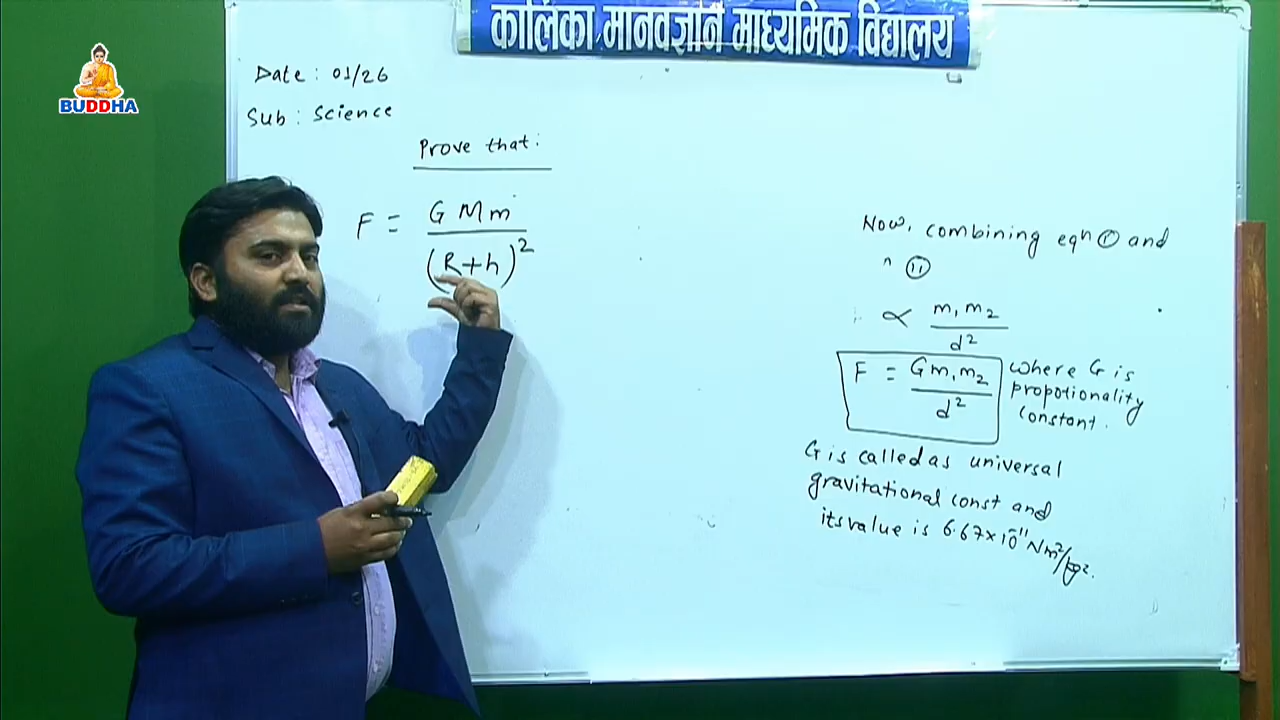 BUDDHA
कालिका मानवज्ञान माध्यमिक विद्यालय
Date : 01/26
Sub : Science
Prove that:
F = G Mm / (R+h)²
Now, combining eqn ① and
" ⑪
∝ m₁m₂ / d²
F = Gm₁m₂ / d²
where G is
propotionality
constant.
G is called as universal
gravitational const and
its value is 6.67×10⁻¹¹ Nm²/kg².